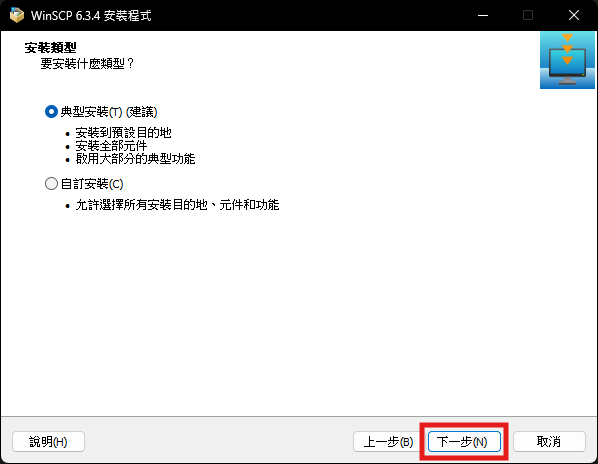 WinSCP 6.3.4 安裝程式
安裝類型
要安裝什麼類型？
典型安裝(T) (建議)
• 安裝到預設目的地
• 安裝全部元件
• 啟用大部分的典型功能
自訂安裝(C)
• 允許選擇所有安裝目的地、元件和功能
說明(H) 上一步(B) 下一步(N) 取消